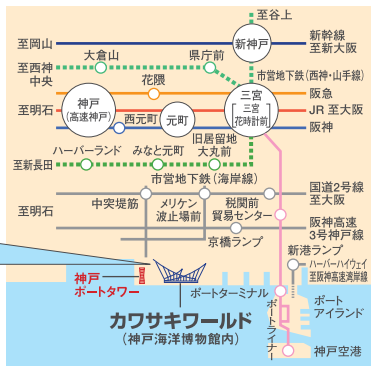 至谷上
至岡山
新神戸
新幹線
至新大阪
大倉山
県庁前
至西神
中央
市営地下鉄(西神・山手線)
花隈
阪急
神戸
(高速神戸)
三宮
三宮
花時計前
至明石
JR 至大阪
西元町
元町
阪神
旧居留地
大丸前
ハーバーランド
みなと元町
至新長田
市営地下鉄(海岸線)
国道2号線
至大阪
中突堤筋
メリケン
波止場前
税関前
貿易センター
至明石
阪神高速
3号神戸線
京橋ランプ
新港ランプ
ハーバーハイウェイ
至阪神高速湾岸線
神戸
ポートタワー
ポートターミナル
ポート
アイランド
カワサキワールド
(神戸海洋博物館内)
ポートライナー
神戸空港